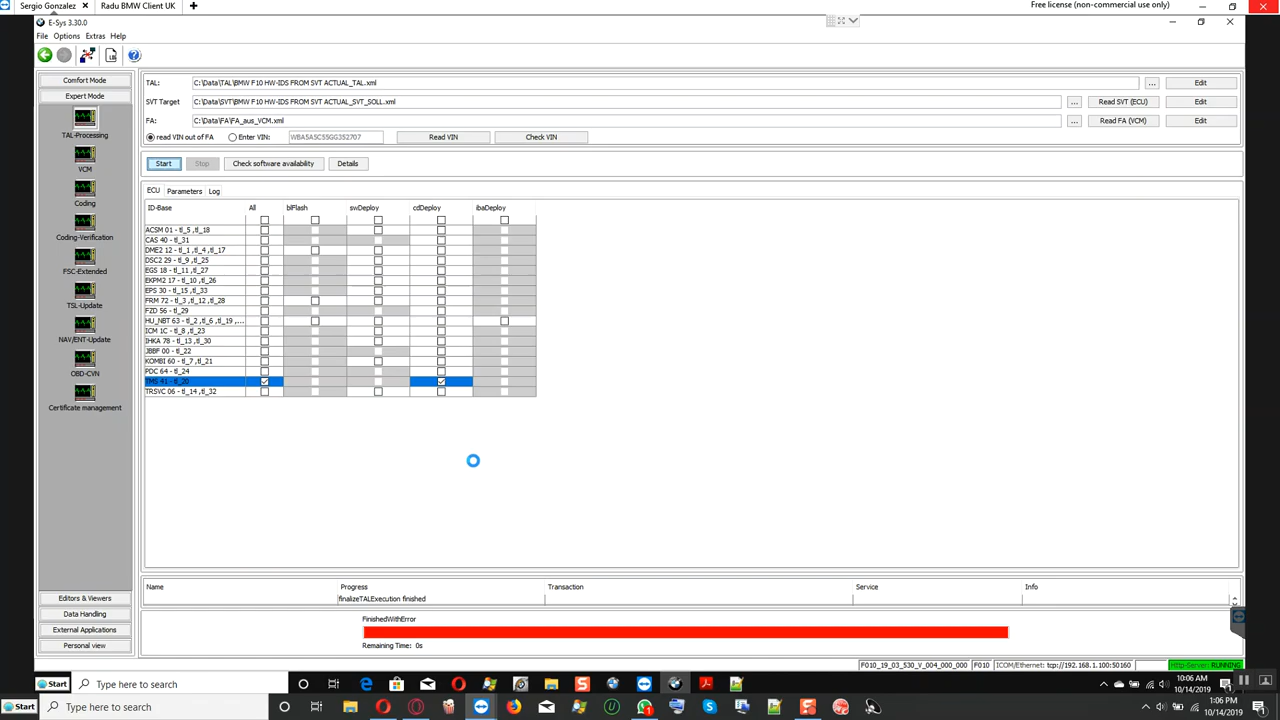 Sergio Gonzalez × Radu BMW Client UK + Free license (non-commercial use only)
E-Sys 3.30.0
File Options Extras Help
Comfort Mode
Expert Mode
TAL-Processing
VCM
Coding
Coding-Verification
FSC-Extended
TSL-Update
NAV/ENT-Update
OBD-CVN
Certificate management
Editors & Viewers
Data Handling
External Applications
Personal view
TAL: C:\Data\TAL\BMW F10 HW-IDS FROM SVT ACTUAL_TAL.xml ... Edit
SVT Target C:\Data\SVT\BMW F10 HW-IDS FROM SVT ACTUAL_SVT_SOLL.xml ... Read SVT (ECU) Edit
FA: C:\Data\FA\FA_aus_VCM.xml ... Read FA (VCM) Edit
read VIN out of FA Enter VIN: Read VIN Check VIN
Start Stop Check software availability Details
ECU Parameters Log
ID-Base All blFlash swDeploy cdDeploy ibaDeploy
ACSM 01 - tl_5 ,tl_18
CAS 40 - tl_31
DME2 12 - tl_1 ,tl_4 ,tl_17
DSC2 29 - tl_9 ,tl_25
EGS 18 - tl_11 ,tl_27
EKPM2 17 - tl_10 ,tl_26
EPS 30 - tl_15 ,tl_33
FRM 72 - tl_3 ,tl_12 ,tl_28
FZD 56 - tl_29
HU_NBT 63 - tl_2 ,tl_6 ,tl_19 ,...
ICM 1C - tl_8 ,tl_23
IHKA 78 - tl_13 ,tl_30
JBBF 00 - tl_22
KOMBI 60 - tl_7 ,tl_21
PDC 64 - tl_24
TMS 41 - tl_20
TRSVC 06 - tl_14 ,tl_32
Name Progress Transaction Service Info
finalizeTALExecution finished
FinishedWithError
Remaining Time: 0s
F010_19_03_530_V_004_000_000 F010 ICOM/Ethernet: tcp://192.168.1.100:50160 Http-Server: RUNNING
Start Type here to search 10:06 AM
10/14/2019
Start Type here to search 1:06 PM
10/14/2019